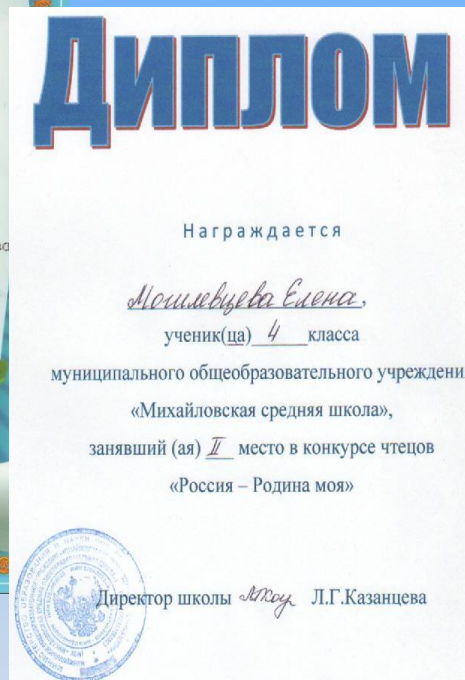 Диплом
Награждается
Могилевцева Елена,
ученик(ца) 4 класса
муниципального общеобразовательного учреждени
«Михайловская средняя школа»,
занявший (ая) II место в конкурсе чтецов
«Россия – Родина моя»
Директор школы Л.Г.Казанцева